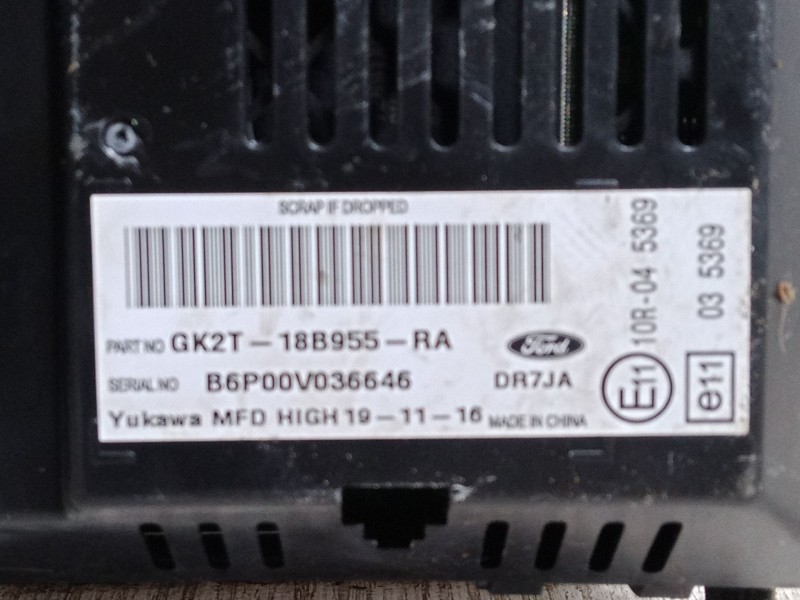 SCRAP IF DROPPED
PART NO GK2T-18B955-RA
Ford
SERIAL NO B6P00V036646
DR7JA
Yukawa MFD HIGH 19-11-16 MADE IN CHINA
10R-04 5369
E11
03 5369
e11